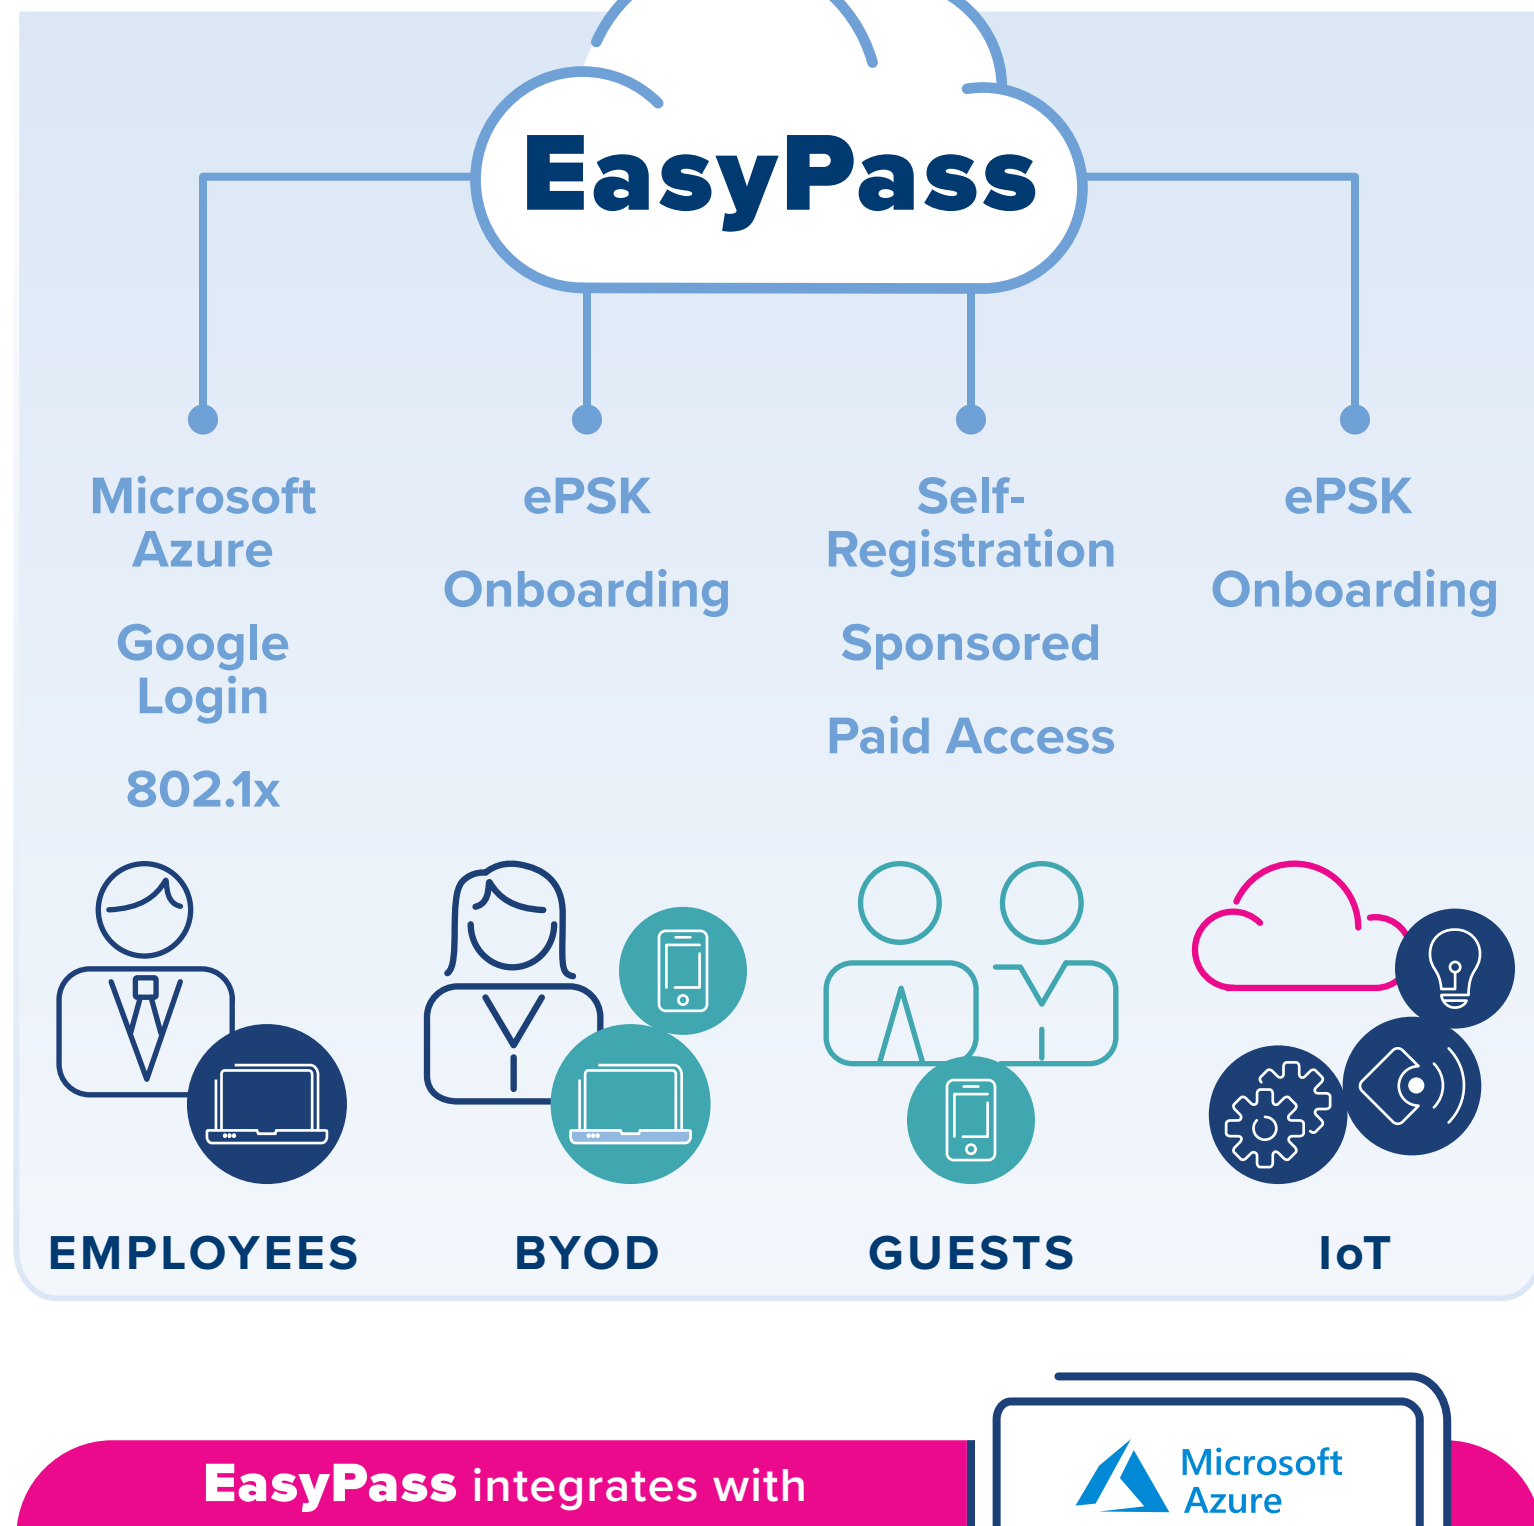 EasyPass
Microsoft
Azure
Google
Login
802.1x
ePSK
Onboarding
Self-
Registration
Sponsored
Paid Access
ePSK
Onboarding
EMPLOYEES
BYOD
GUESTS
IoT
EasyPass integrates with
Microsoft
Azure